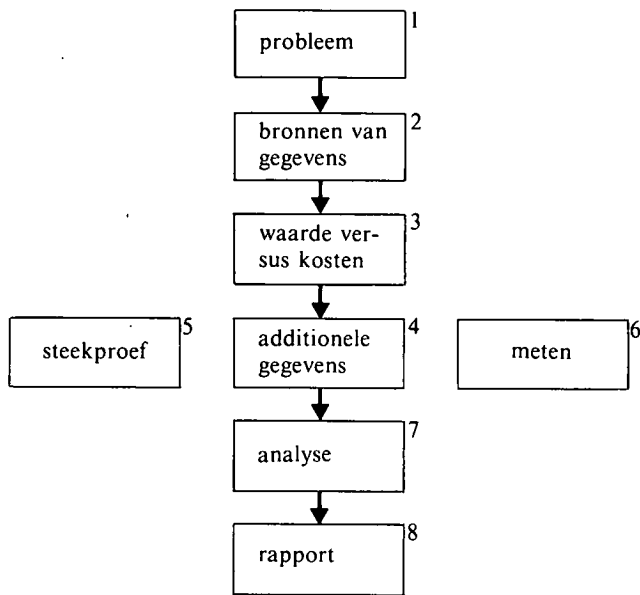 1
probleem
2
bronnen van
gegevens
3
waarde ver-
sus kosten
4
additionele
gegevens
5
steekproef
6
meten
7
analyse
8
rapport